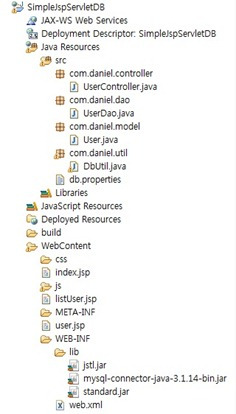 SimpleJspServletDB
JAX-WS Web Services
Deployment Descriptor: SimpleJspServletDB
Java Resources
src
com.daniel.controller
UserController.java
com.daniel.dao
UserDao.java
com.daniel.model
User.java
com.daniel.util
DbUtil.java
db.properties
Libraries
JavaScript Resources
Deployed Resources
build
WebContent
css
index.jsp
js
listUser.jsp
META-INF
user.jsp
WEB-INF
lib
jstl.jar
mysql-connector-java-3.1.14-bin.jar
standard.jar
web.xml